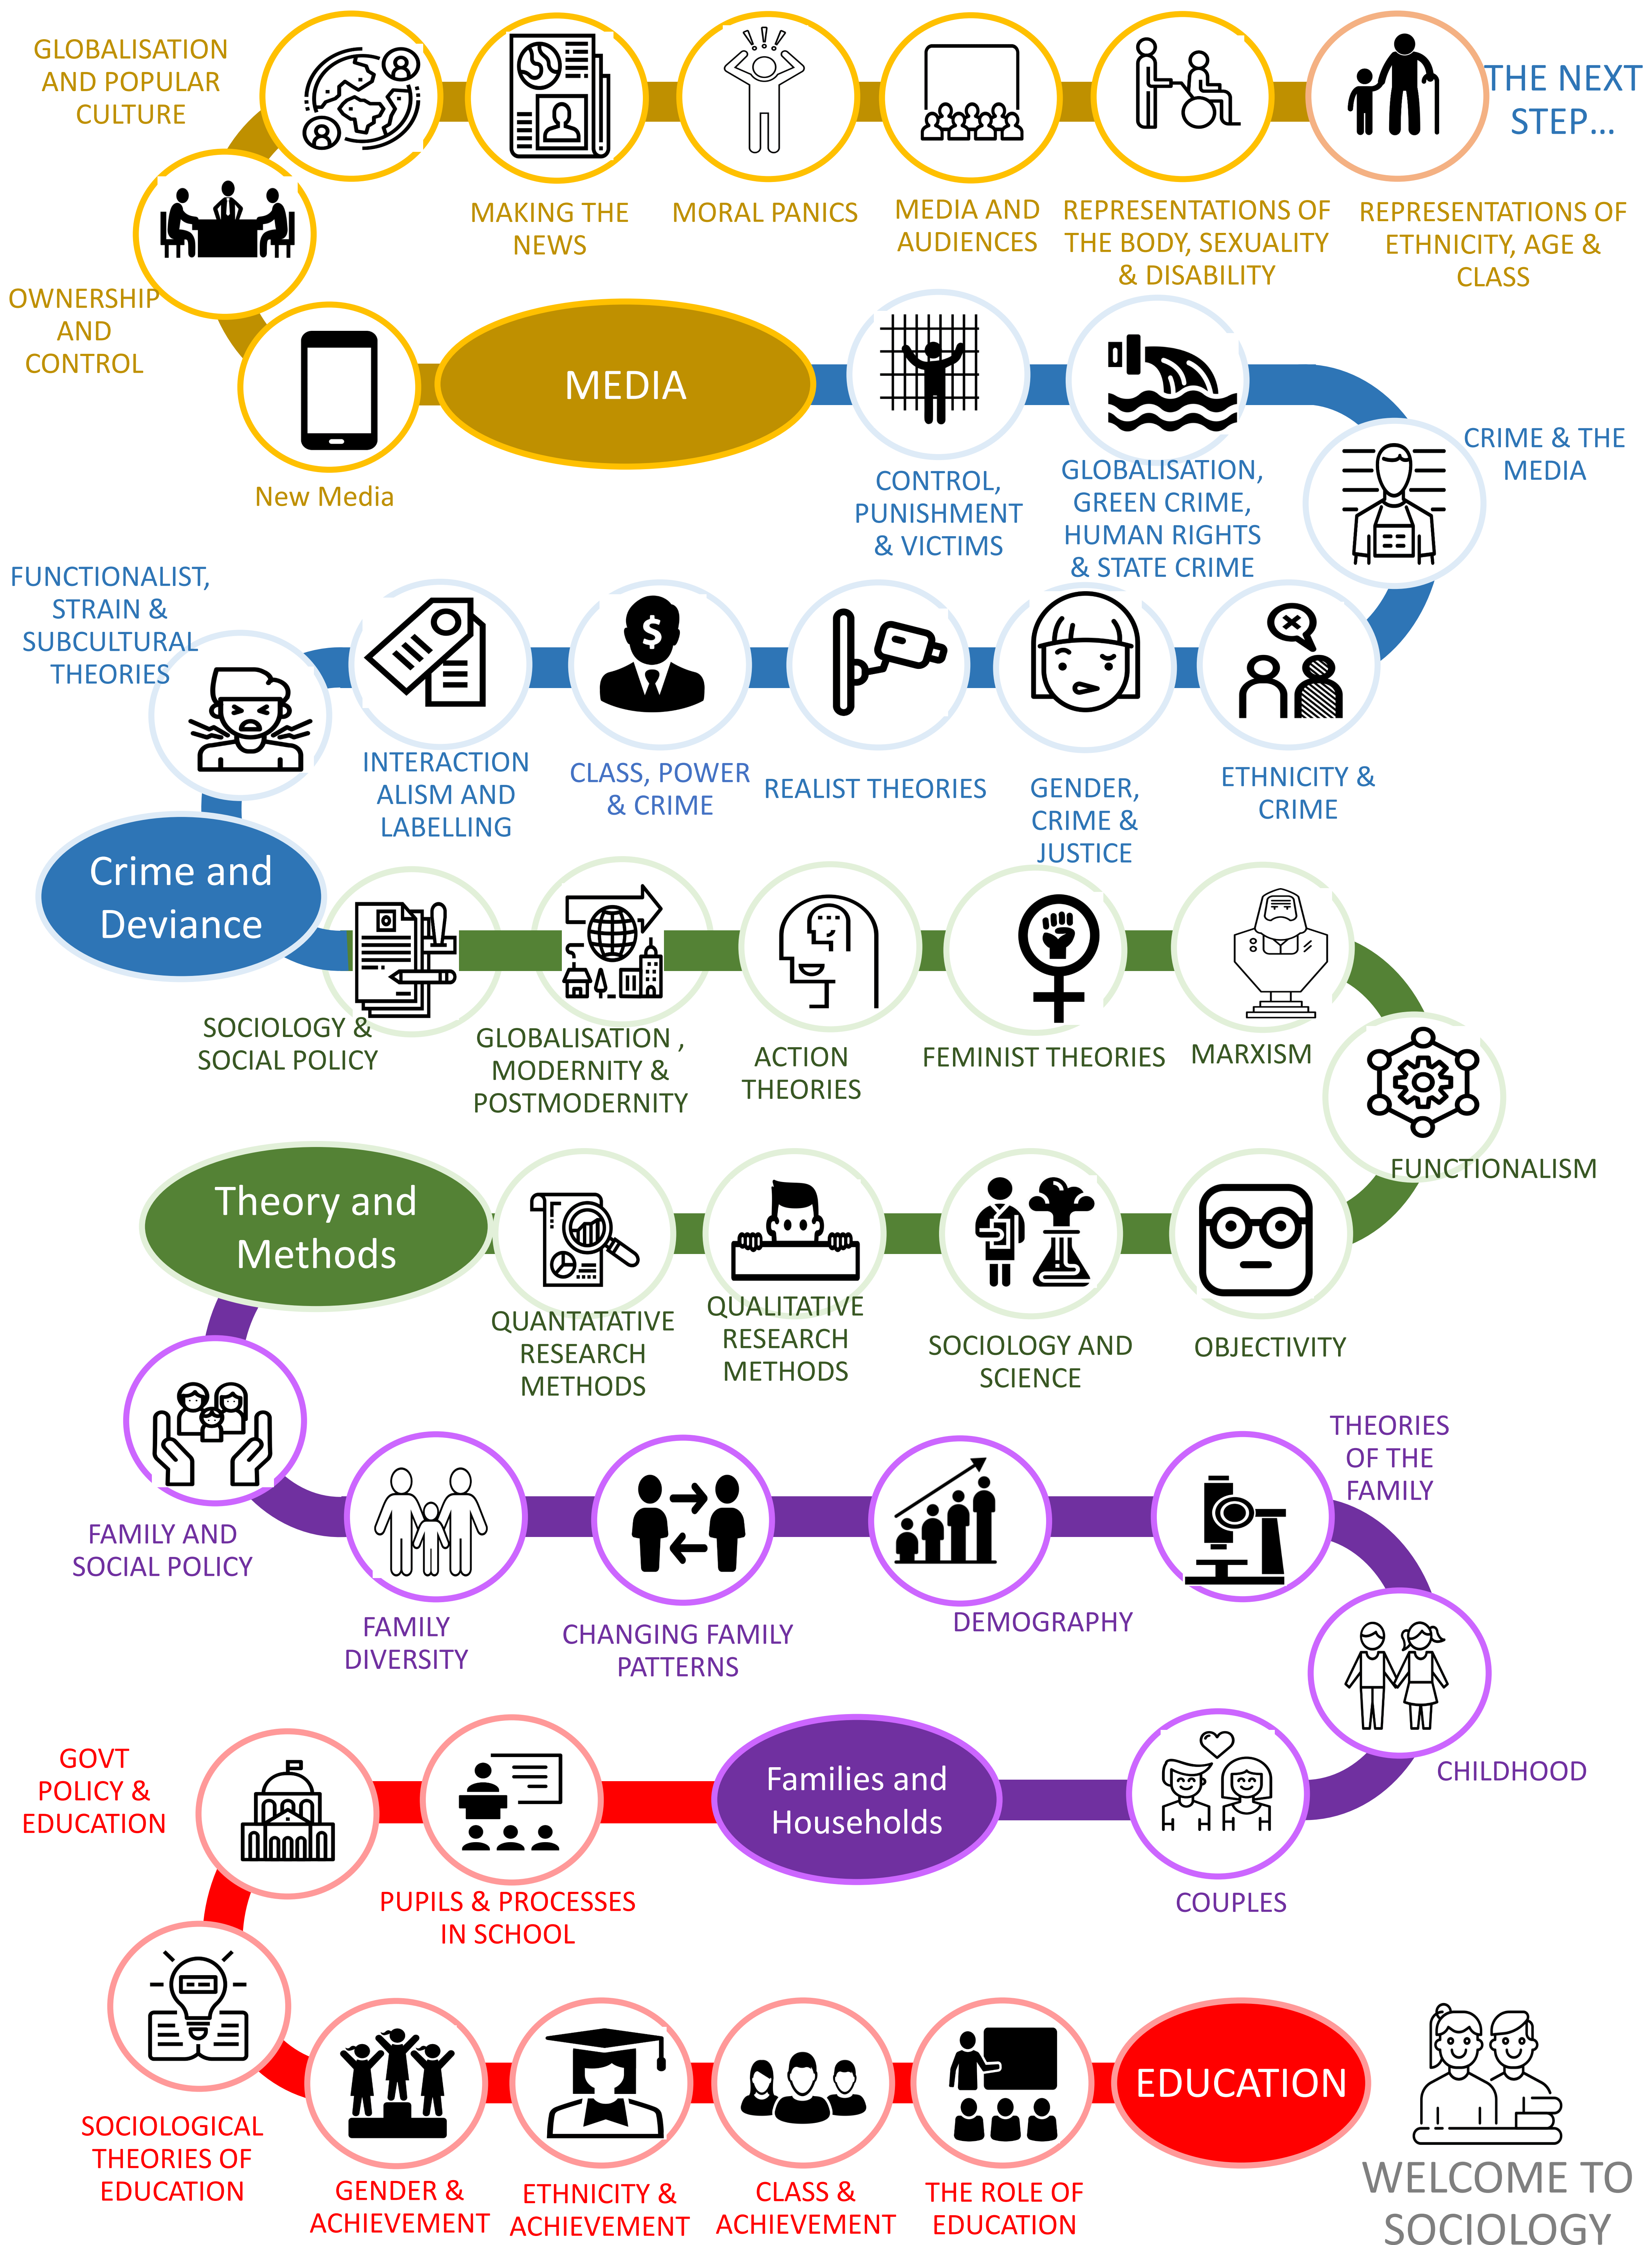 GLOBALISATION
AND POPULAR
CULTURE
THE NEXT
STEP...
MAKING THE
NEWS
MORAL PANICS
MEDIA AND
AUDIENCES
REPRESENTATIONS OF
THE BODY, SEXUALITY
& DISABILITY
REPRESENTATIONS OF
ETHNICITY, AGE &
CLASS
OWNERSHIP
AND
CONTROL
MEDIA
New Media
CONTROL,
PUNISHMENT
& VICTIMS
GLOBALISATION,
GREEN CRIME,
HUMAN RIGHTS
& STATE CRIME
CRIME & THE
MEDIA
FUNCTIONALIST,
STRAIN &
SUBCULTURAL
THEORIES
$
INTERACTION
ALISM AND
LABELLING
CLASS, POWER
& CRIME
REALIST THEORIES
GENDER,
CRIME &
JUSTICE
ETHNICITY &
CRIME
Crime and
Deviance
SOCIOLOGY &
SOCIAL POLICY
GLOBALISATION ,
MODERNITY &
POSTMODERNITY
ACTION
THEORIES
FEMINIST THEORIES
MARXISM
FUNCTIONALISM
Theory and
Methods
QUANTATATIVE
RESEARCH
METHODS
QUALITATIVE
RESEARCH
METHODS
SOCIOLOGY AND
SCIENCE
OBJECTIVITY
THEORIES
OF THE
FAMILY
FAMILY AND
SOCIAL POLICY
FAMILY
DIVERSITY
CHANGING FAMILY
PATTERNS
DEMOGRAPHY
CHILDHOOD
GOVT
POLICY &
EDUCATION
PUPILS & PROCESSES
IN SCHOOL
Families and
Households
COUPLES
SOCIOLOGICAL
THEORIES OF
EDUCATION
GENDER &
ACHIEVEMENT
ETHNICITY &
ACHIEVEMENT
CLASS &
ACHIEVEMENT
THE ROLE OF
EDUCATION
EDUCATION
WELCOME TO
SOCIOLOGY